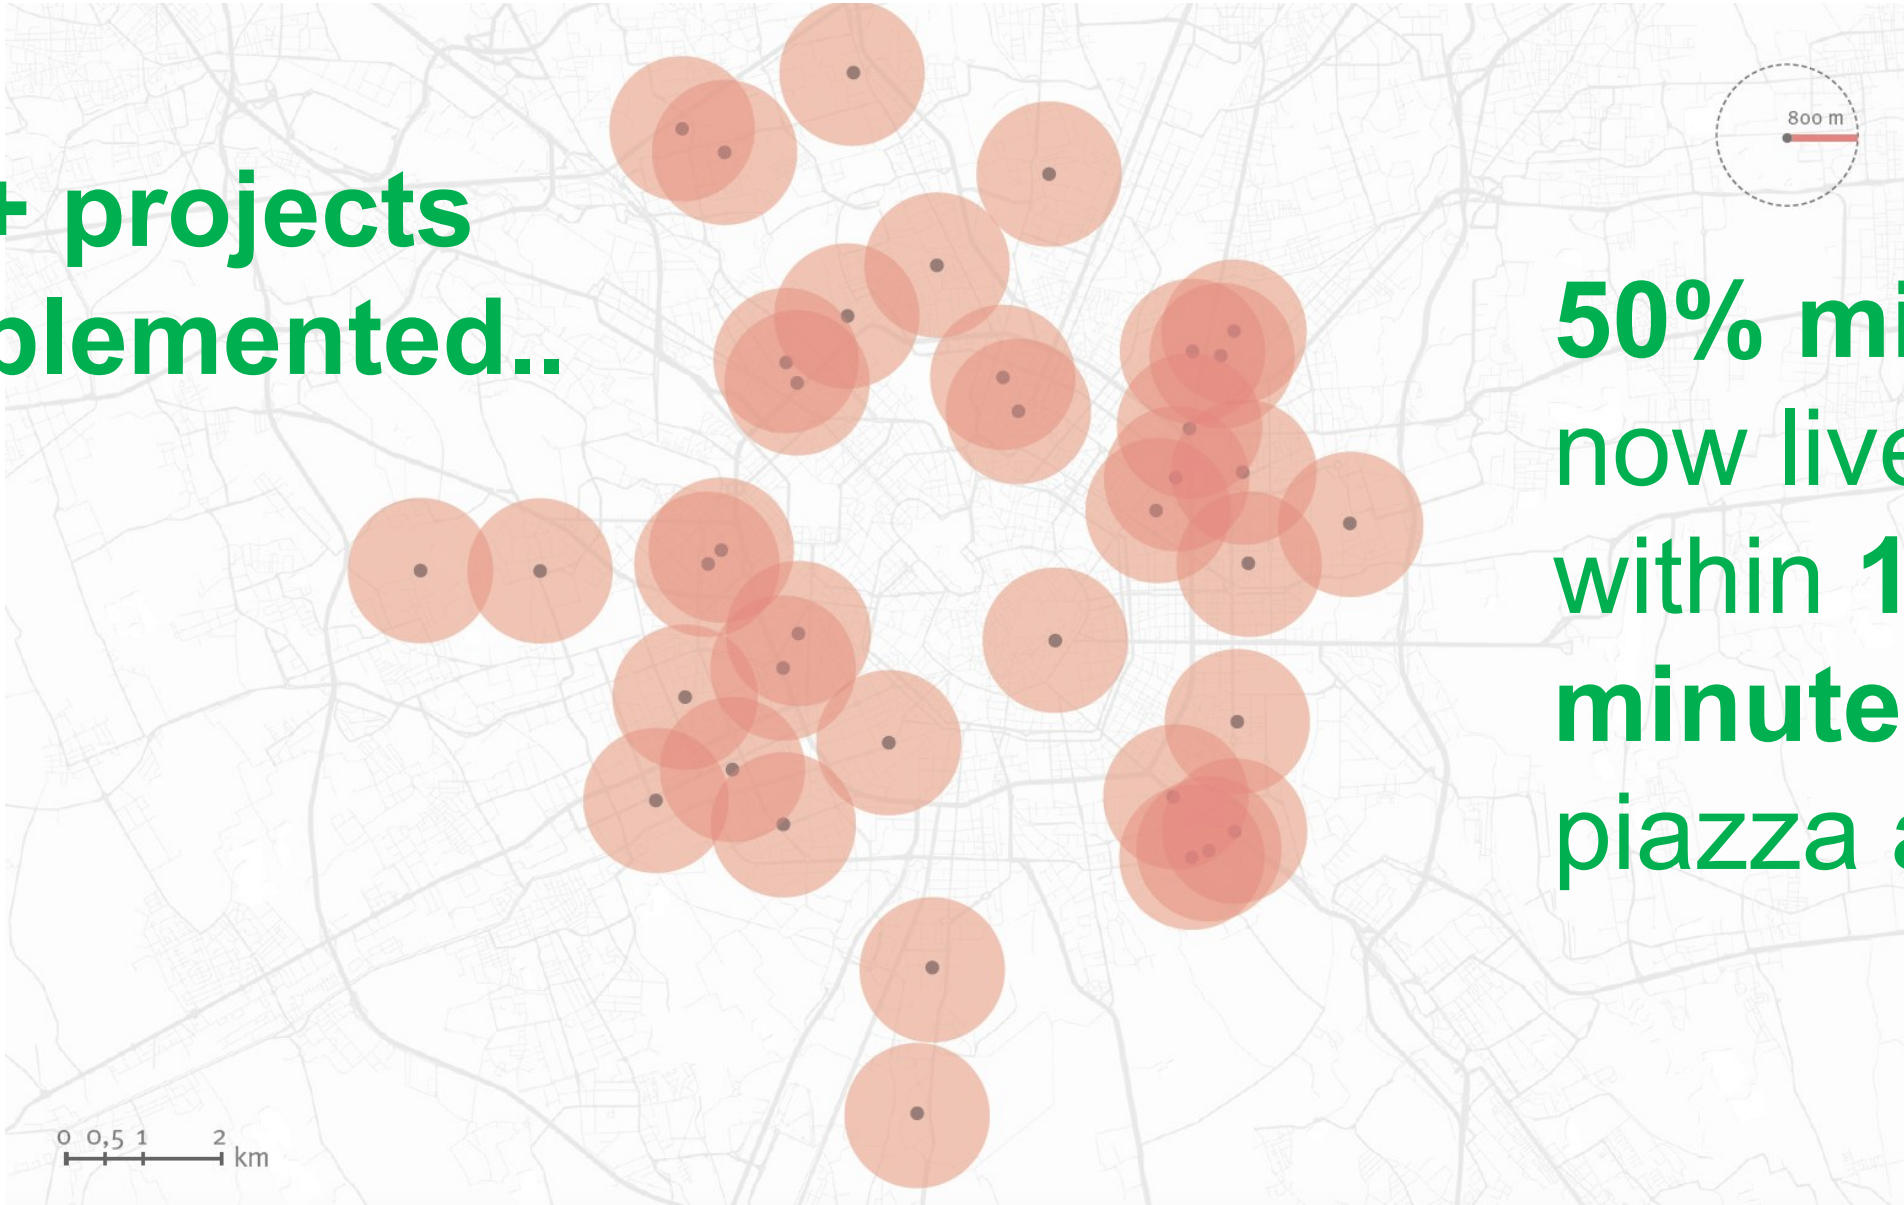 + projects
plemented..
800 m
50% mi
now live
within 1
minute
piazza a
0 0,5 1 2 km